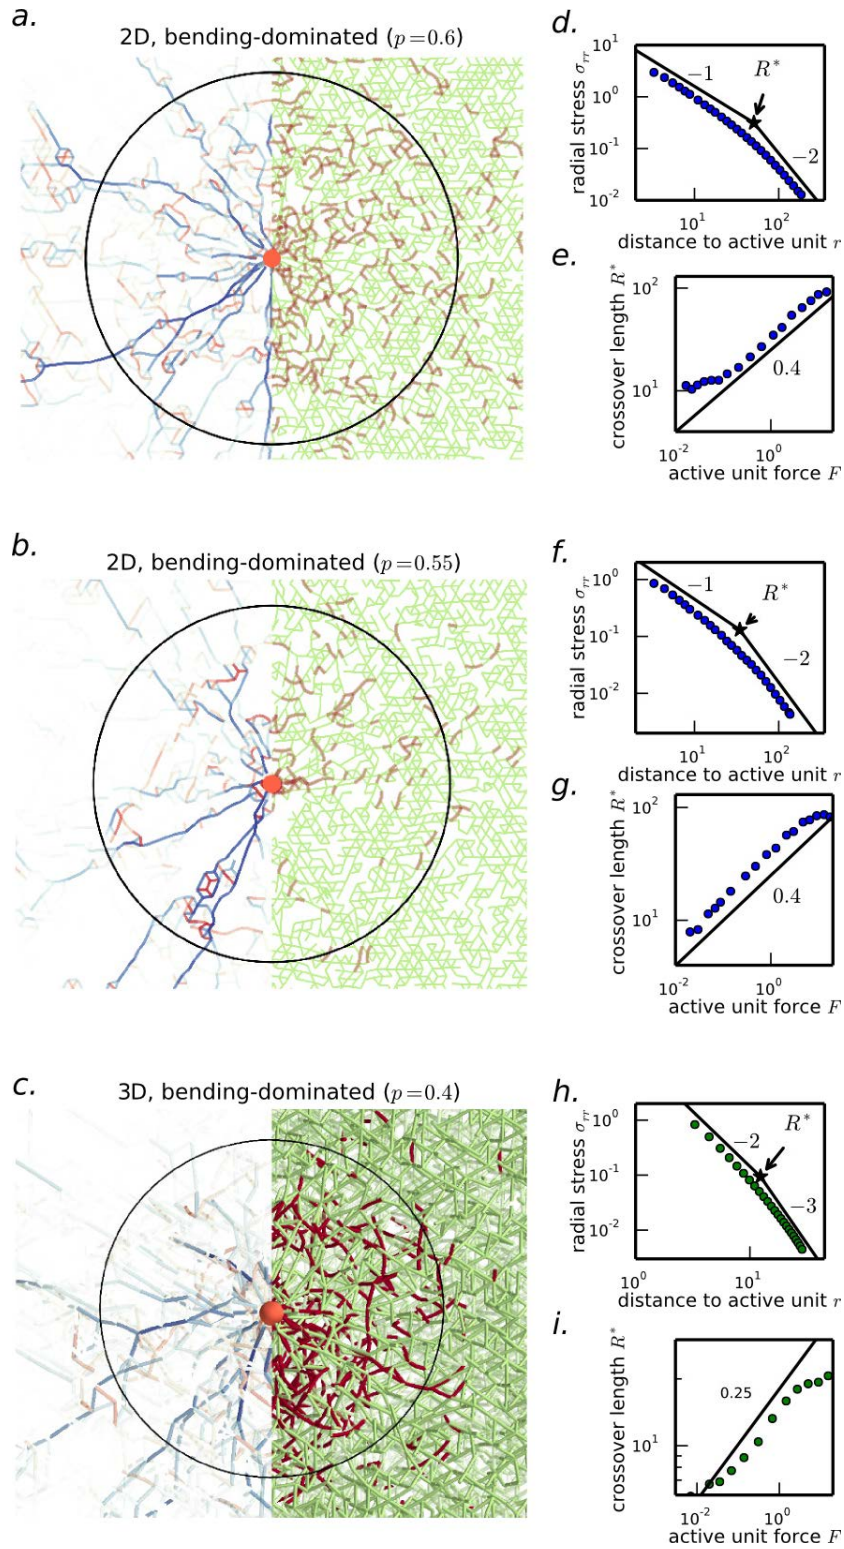 a.
2D, bending-dominated (p=0.6)
d.
10^1
10^0
10^-1
10^-2
radial stress σ_rr
−1
R*
−2
10^1
10^2
distance to active unit r
e.
10^2
10^1
crossover length R*
0.4
10^-2
10^0
active unit force F
b.
2D, bending-dominated (p=0.55)
f.
10^0
10^-1
10^-2
radial stress σ_rr
−1
R*
−2
10^1
10^2
distance to active unit r
g.
10^2
10^1
crossover length R*
0.4
10^-2
10^0
active unit force F
c.
3D, bending-dominated (p=0.4)
h.
10^0
10^-1
10^-2
radial stress σ_rr
−2
R*
−3
10^0
10^1
distance to active unit r
i.
10^1
crossover length R*
0.25
10^-2
10^0
active unit force F